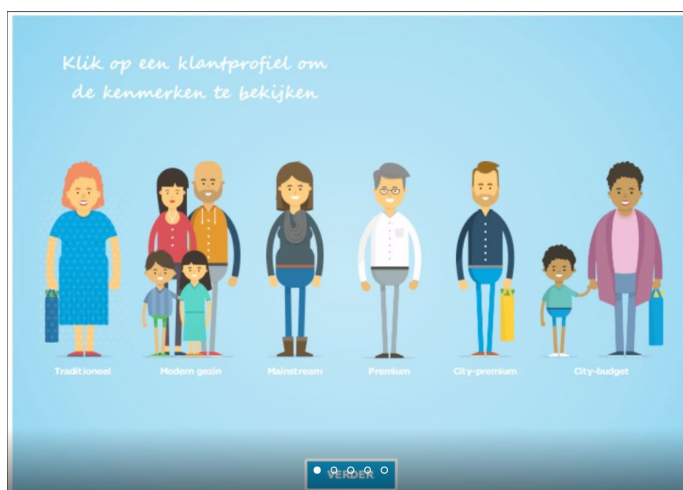 Klik op een klantprofiel om
de kenmerken te bekijken
Traditioneel
Modern gezin
Mainstream
Premium
City-premium
City-budget
VERDER